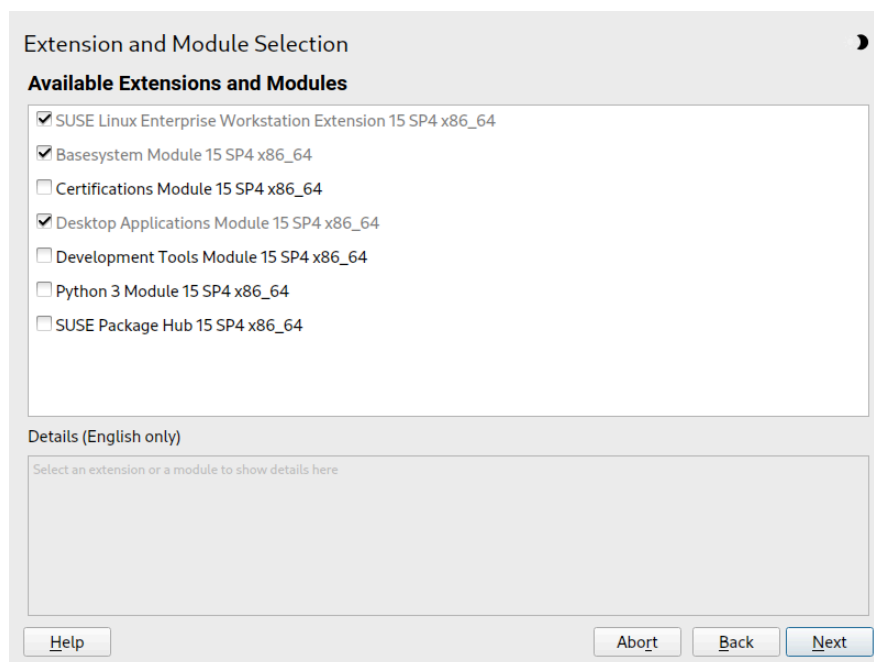 Extension and Module Selection
Available Extensions and Modules
SUSE Linux Enterprise Workstation Extension 15 SP4 x86_64
Basesystem Module 15 SP4 x86_64
Certifications Module 15 SP4 x86_64
Desktop Applications Module 15 SP4 x86_64
Development Tools Module 15 SP4 x86_64
Python 3 Module 15 SP4 x86_64
SUSE Package Hub 15 SP4 x86_64
Details (English only)
Select an extension or a module to show details here
Help Abort Back Next